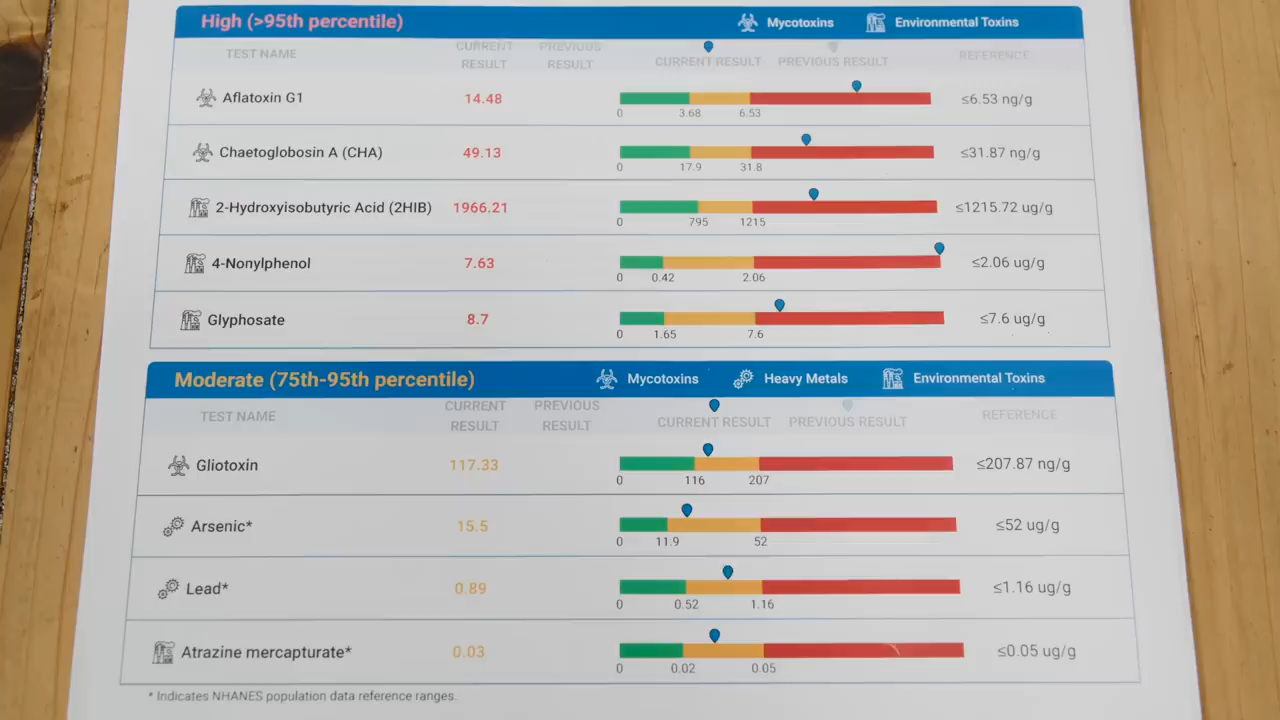 High (>95th percentile) Mycotoxins Environmental Toxins
TEST NAME CURRENT RESULT PREVIOUS RESULT CURRENT RESULT PREVIOUS RESULT REFERENCE
Aflatoxin G1 14.48 ≤6.53 ng/g
0 3.68 6.53
Chaetoglobosin A (CHA) 49.13 ≤31.87 ng/g
0 17.9 31.8
2-Hydroxyisobutyric Acid (2HIB) 1966.21 ≤1215.72 ug/g
0 795 1215
4-Nonylphenol 7.63 ≤2.06 ug/g
0 0.42 2.06
Glyphosate 8.7 ≤7.6 ug/g
0 1.65 7.6
Moderate (75th-95th percentile) Mycotoxins Heavy Metals Environmental Toxins
TEST NAME CURRENT RESULT PREVIOUS RESULT CURRENT RESULT PREVIOUS RESULT REFERENCE
Gliotoxin 117.33 ≤207.87 ng/g
0 116 207
Arsenic* 15.5 ≤52 ug/g
0 11.9 52
Lead* 0.89 ≤1.16 ug/g
0 0.52 1.16
Atrazine mercapturate* 0.03 ≤0.05 ug/g
0 0.02 0.05
* Indicates NHANES population data reference ranges.